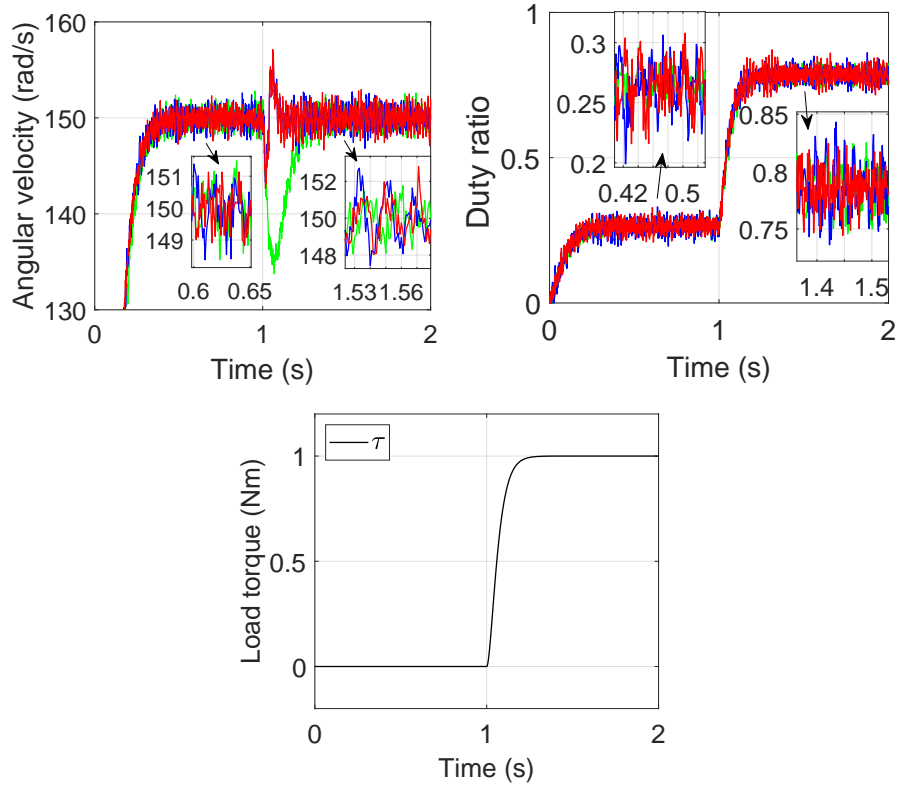 160
150
140
130
Angular velocity (rad/s)
151
150
149
0.6 0.65
152
150
148
1.53 1.56
0 1 2
Time (s)
1
0.5
0
Duty ratio
0.3
0.25
0.2
0.42 0.5
0.85
0.8
0.75
1.4 1.5
0 1 2
Time (s)
τ
1
0.5
0
Load torque (Nm)
0 1 2
Time (s)